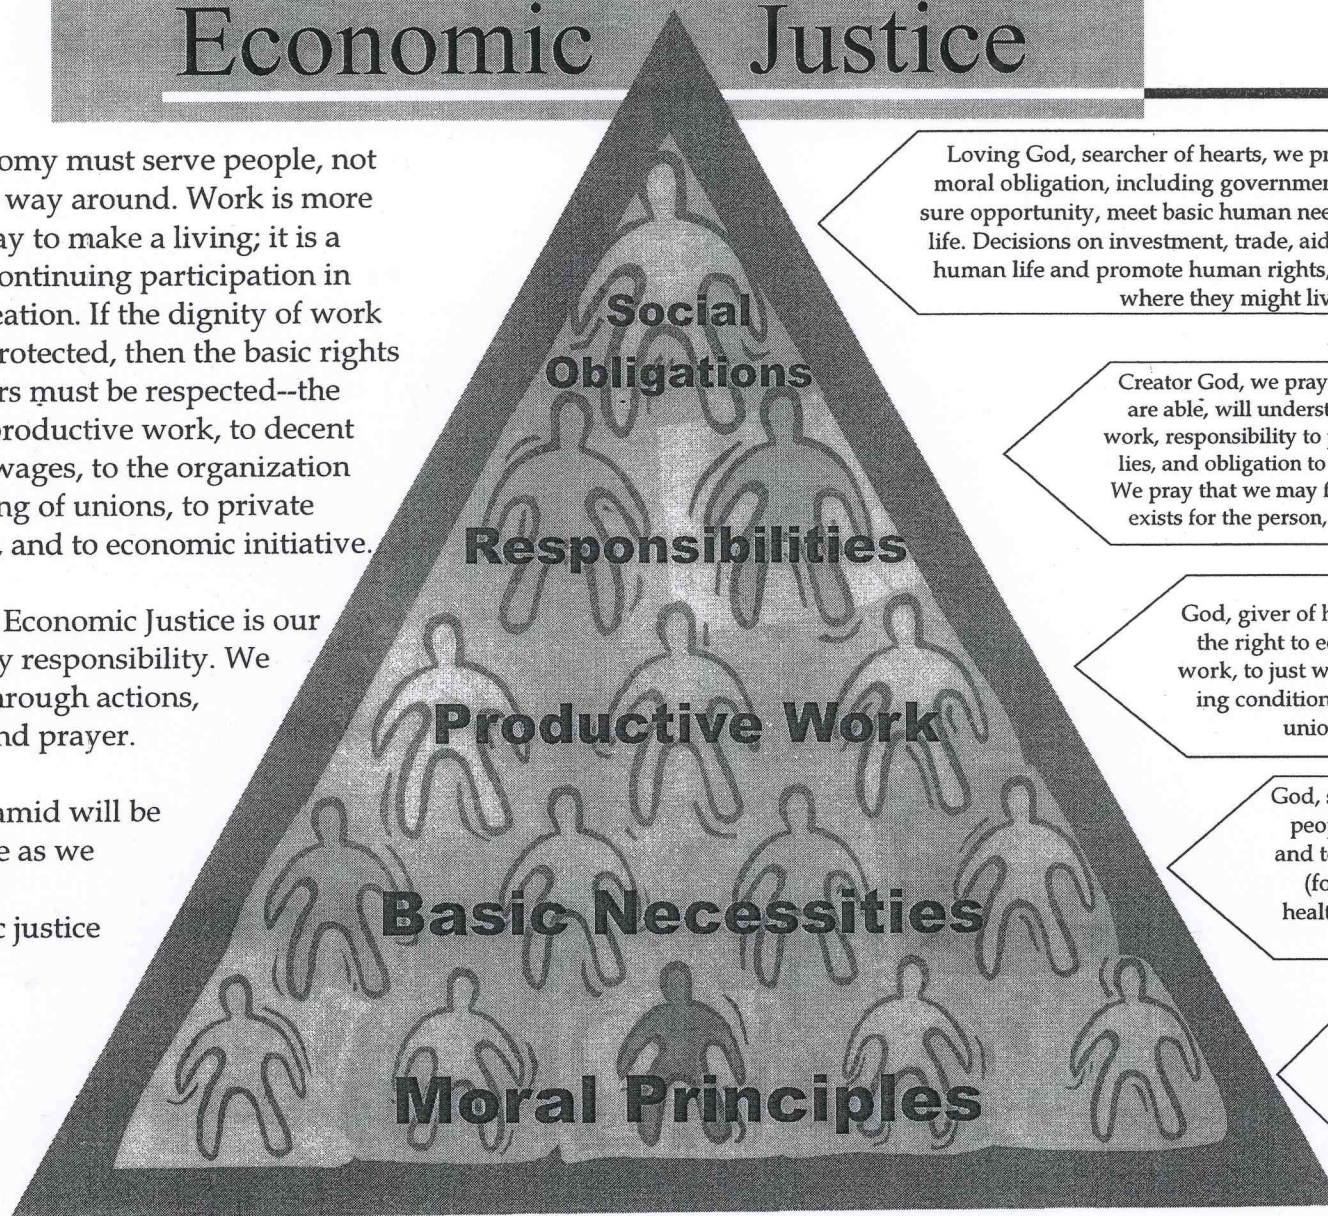 Economic Justice
omy must serve people, not
way around. Work is more
ay to make a living; it is a
ontinuing participation in
eation. If the dignity of work
rotected, then the basic rights
rs must be respected--the
roductive work, to decent
wages, to the organization
ng of unions, to private
, and to economic initiative.
Economic Justice is our
y responsibility. We
hrough actions,
nd prayer.
amid will be
e as we
c justice
Social
Obligations
Responsibilities
Productive Work
Basic Necessities
Moral Principles
Loving God, searcher of hearts, we pr
moral obligation, including governmen
sure opportunity, meet basic human nee
life. Decisions on investment, trade, aid
human life and promote human rights,
where they might liv
Creator God, we pray
are able, will underst
work, responsibility to
lies, and obligation to
We pray that we may f
exists for the person,
God, giver of h
the right to e
work, to just w
ing condition
unio
God, s
peop
and t
(fo
healt